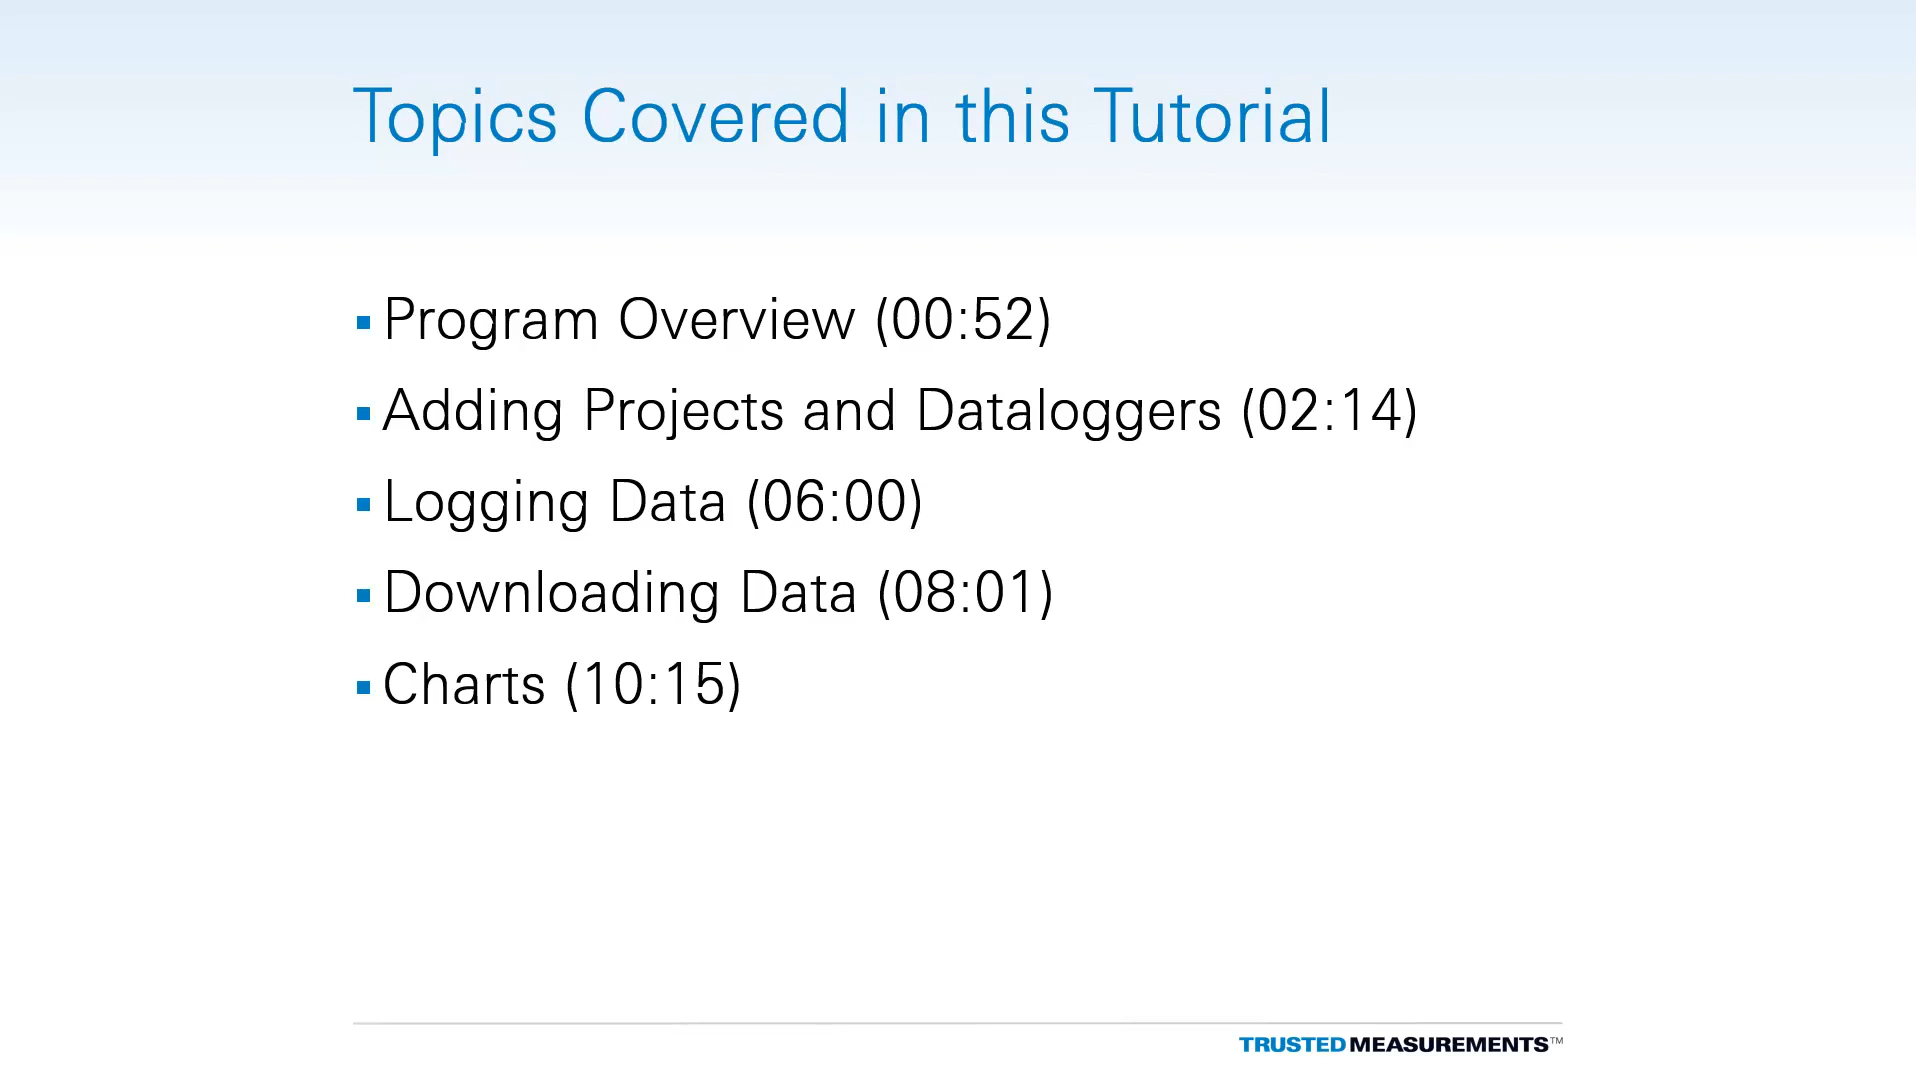 Topics Covered in this Tutorial
▪ Program Overview (00:52)
▪ Adding Projects and Dataloggers (02:14)
▪ Logging Data (06:00)
▪ Downloading Data (08:01)
▪ Charts (10:15)
TRUSTED MEASUREMENTS™